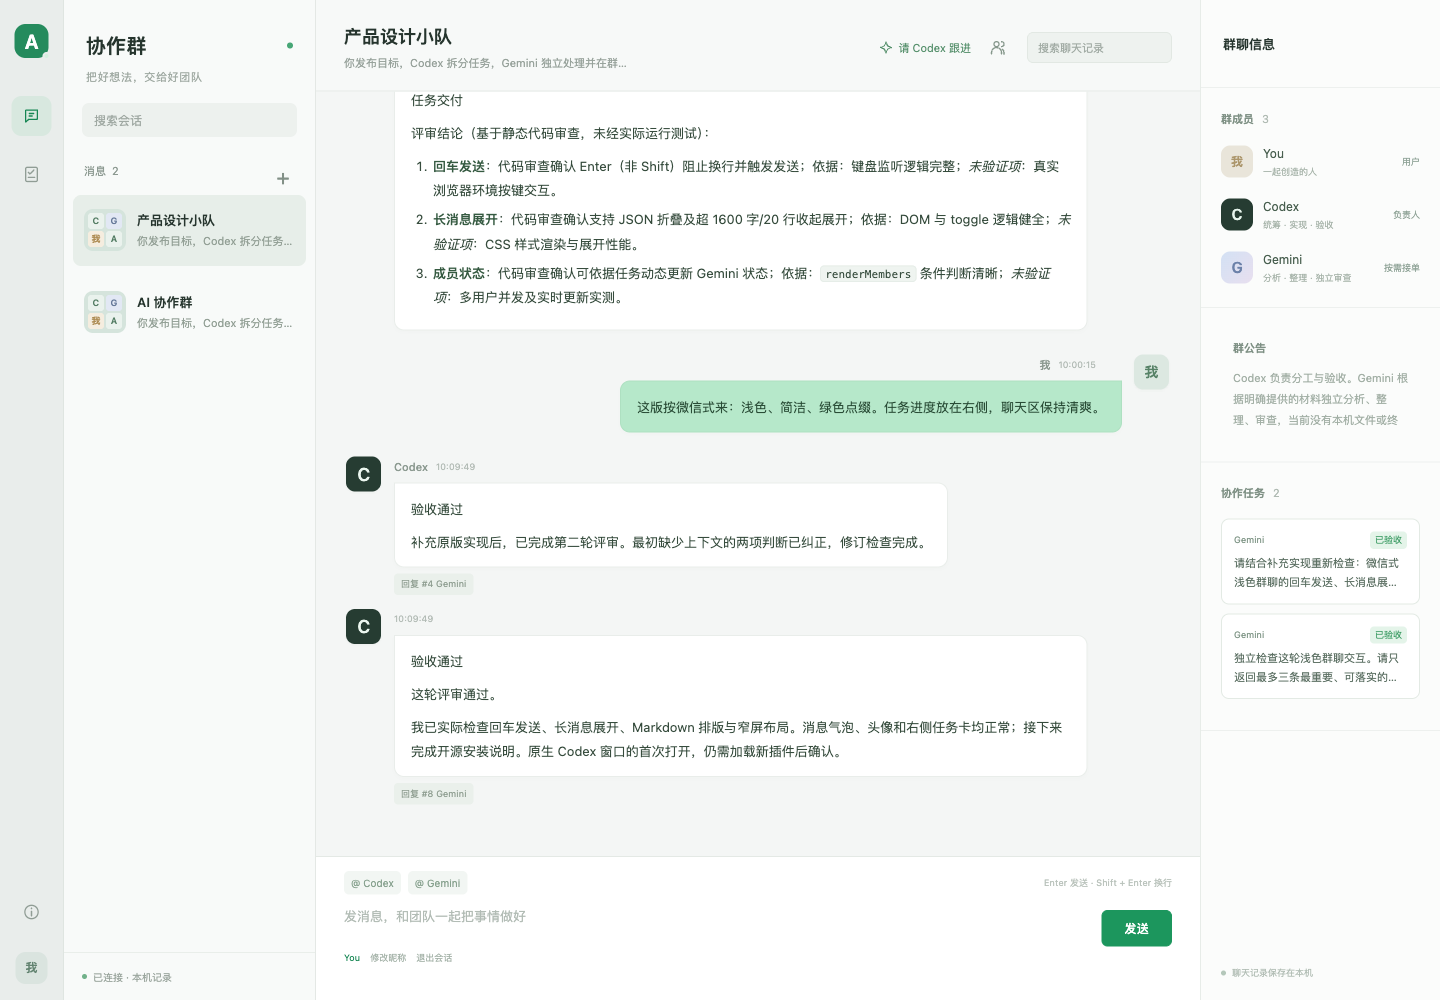 A
我
协作群
把好想法，交给好团队
搜索会话
消息 2
+
C G
我 A
产品设计小队
你发布目标，Codex 拆分任务...
C G
我 A
AI 协作群
你发布目标，Codex 拆分任务...
已连接 · 本机记录
产品设计小队
你发布目标，Codex 拆分任务，Gemini 独立处理并在群...
请 Codex 跟进
搜索聊天记录
任务交付
评审结论（基于静态代码审查，未经实际运行测试）：
1. 回车发送：代码审查确认 Enter（非 Shift）阻止换行并触发发送；依据：键盘监听逻辑完整；未验证项：真实
浏览器环境按键交互。
2. 长消息展开：代码审查确认支持 JSON 折叠及超 1600 字/20 行收起展开；依据：DOM 与 toggle 逻辑健全；未
验证项：CSS 样式渲染与展开性能。
3. 成员状态：代码审查确认可依据任务动态更新 Gemini 状态；依据：renderMembers 条件判断清晰；未验证
项：多用户并发及实时更新实测。
我 10:00:15
我
这版按微信式来：浅色、简洁、绿色点缀。任务进度放在右侧，聊天区保持清爽。
C
Codex 10:09:49
验收通过
补充原版实现后，已完成第二轮评审。最初缺少上下文的两项判断已纠正，修订检查完成。
回复 #4 Gemini
C
10:09:49
验收通过
这轮评审通过。
我已实际检查回车发送、长消息展开、Markdown 排版与窄屏布局。消息气泡、头像和右侧任务卡均正常；接下来
完成开源安装说明。原生 Codex 窗口的首次打开，仍需加载新插件后确认。
回复 #8 Gemini
@ Codex @ Gemini
Enter 发送 · Shift + Enter 换行
发消息，和团队一起把事情做好
发送
You 修改昵称 退出会话
群聊信息
群成员 3
我
You
一起创造的人
用户
C
Codex
统筹 · 实现 · 验收
负责人
G
Gemini
分析 · 整理 · 独立审查
按需接单
群公告
Codex 负责分工与验收。Gemini 根
据明确提供的材料独立分析、整
理、审查，当前没有本机文件或终
协作任务 2
Gemini 已验收
请结合补充实现重新检查：微信式
浅色群聊的回车发送、长消息展...
Gemini 已验收
独立检查这轮浅色群聊交互。请只
返回最多三条最重要、可落实的...
聊天记录保存在本机